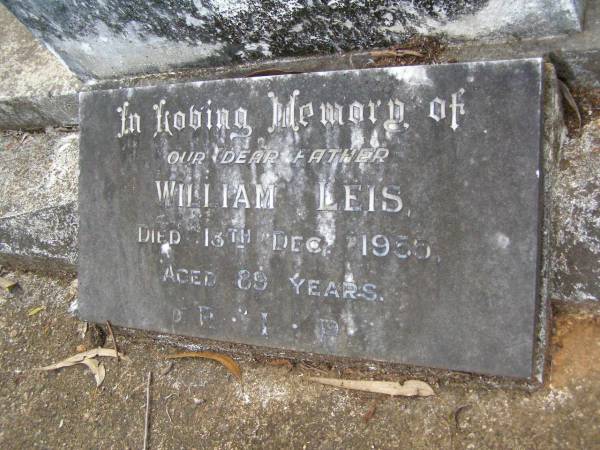 In Loving Memory of
OUR DEAR FATHER
WILLIAM LEIS,
DIED 13TH DEC. 1955,
AGED 89 YEARS.
R · I · P